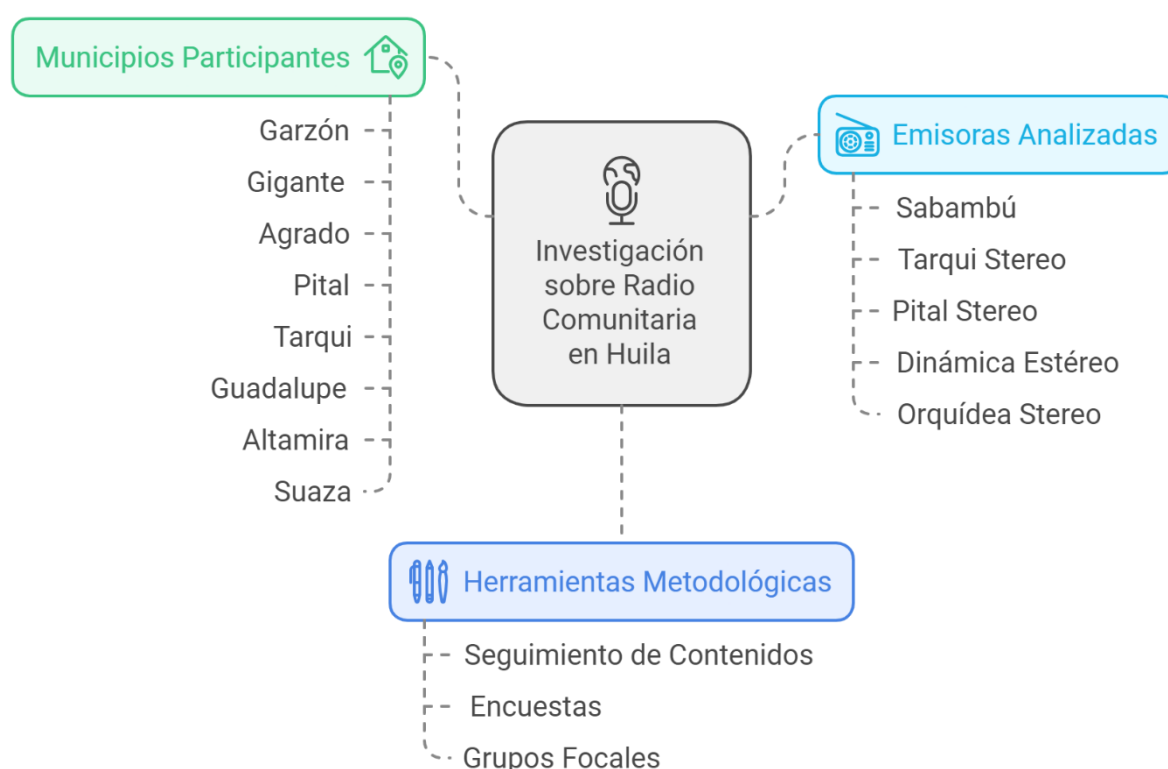 Municipios Participantes
Garzón
Gigante
Agrado
Pital
Tarqui
Guadalupe
Altamira
Suaza
Investigación
sobre Radio
Comunitaria
en Huila
Emisoras Analizadas
Sabambú
Tarqui Stereo
Pital Stereo
Dinámica Estéreo
Orquídea Stereo
Herramientas Metodológicas
Seguimiento de Contenidos
Encuestas
Grupos Focales